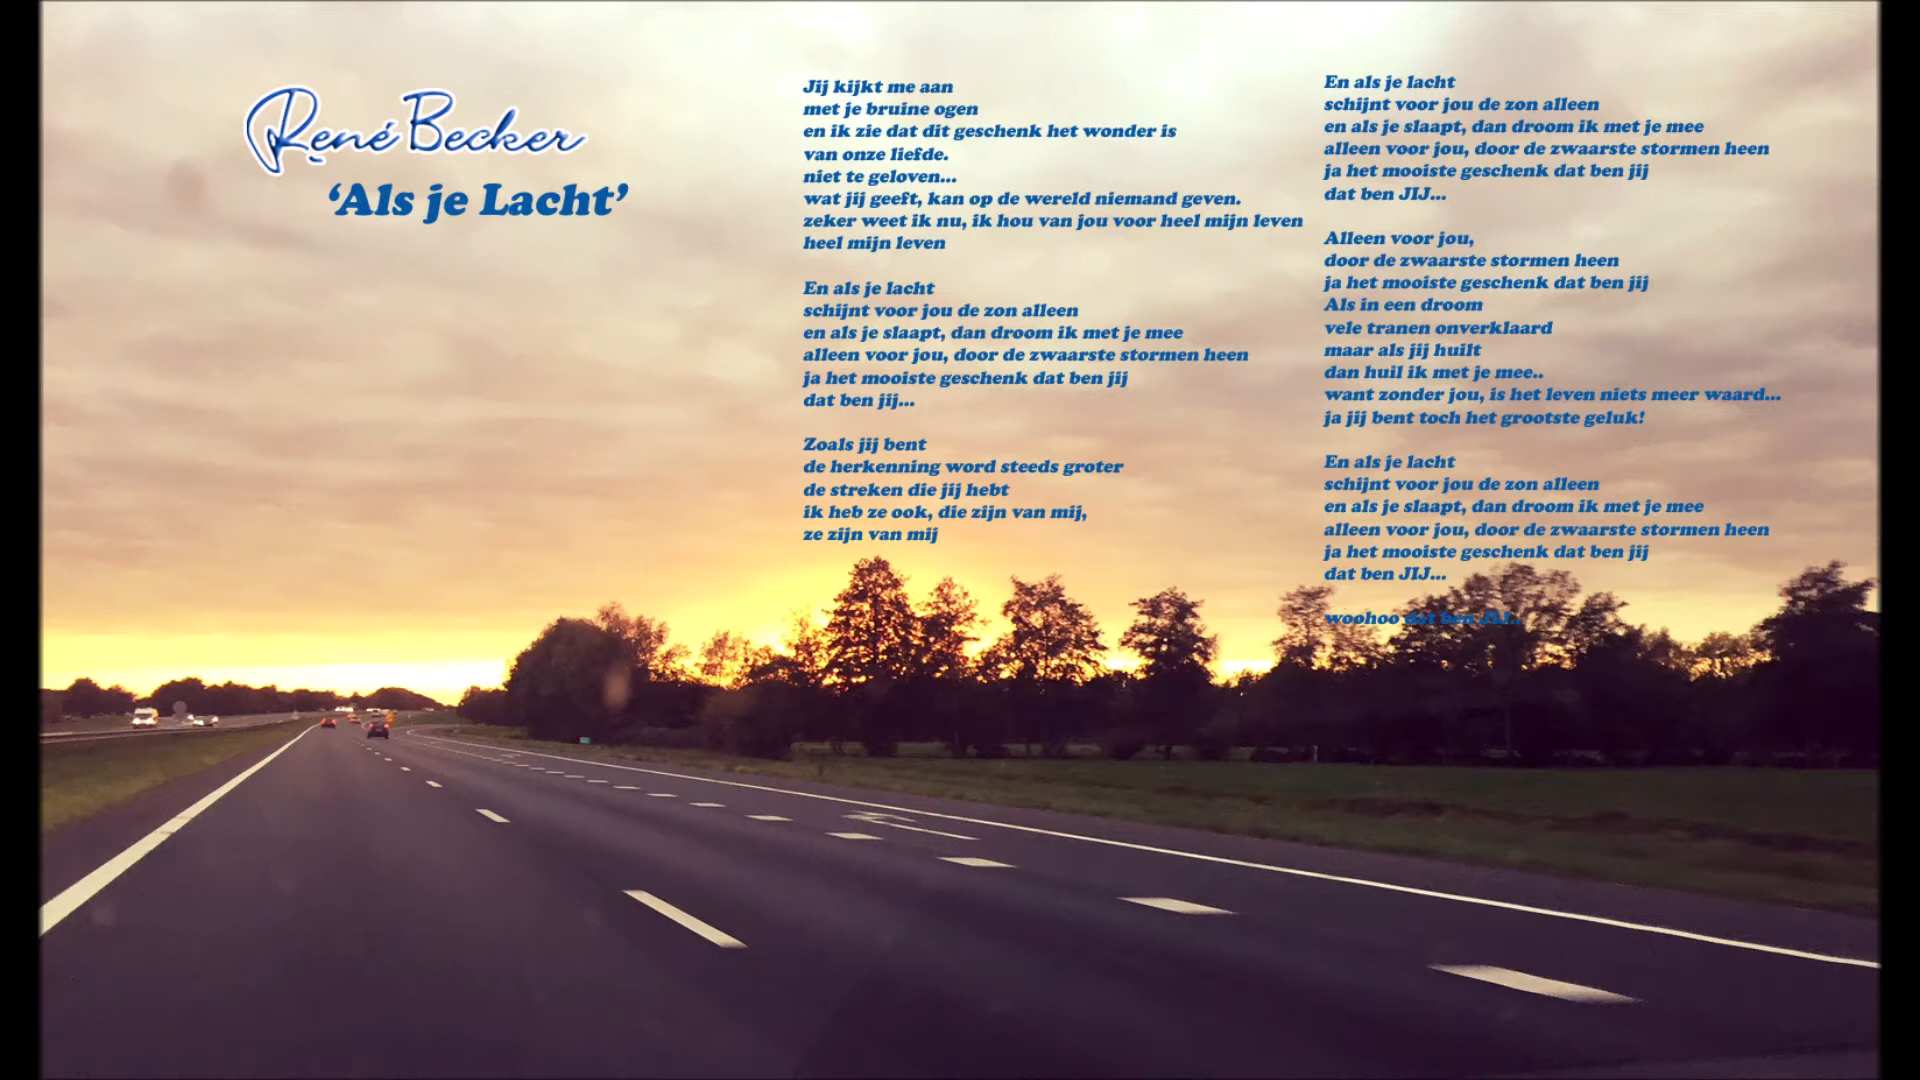 René Becker
‘Als je Lacht’
Jij kijkt me aan
met je bruine ogen
en ik zie dat dit geschenk het wonder is
van onze liefde.
niet te geloven...
wat jij geeft, kan op de wereld niemand geven.
zeker weet ik nu, ik hou van jou voor heel mijn leven
heel mijn leven
En als je lacht
schijnt voor jou de zon alleen
en als je slaapt, dan droom ik met je mee
alleen voor jou, door de zwaarste stormen heen
ja het mooiste geschenk dat ben jij
dat ben jij...
Zoals jij bent
de herkenning word steeds groter
de streken die jij hebt
ik heb ze ook, die zijn van mij,
ze zijn van mij
En als je lacht
schijnt voor jou de zon alleen
en als je slaapt, dan droom ik met je mee
alleen voor jou, door de zwaarste stormen heen
ja het mooiste geschenk dat ben jij
dat ben JIJ...
Alleen voor jou,
door de zwaarste stormen heen
ja het mooiste geschenk dat ben jij
Als in een droom
vele tranen onverklaard
maar als jij huilt
dan huil ik met je mee..
want zonder jou, is het leven niets meer waard...
ja jij bent toch het grootste geluk!
En als je lacht
schijnt voor jou de zon alleen
en als je slaapt, dan droom ik met je mee
alleen voor jou, door de zwaarste stormen heen
ja het mooiste geschenk dat ben jij
dat ben JIJ...
woohoo dat ben JIJ..